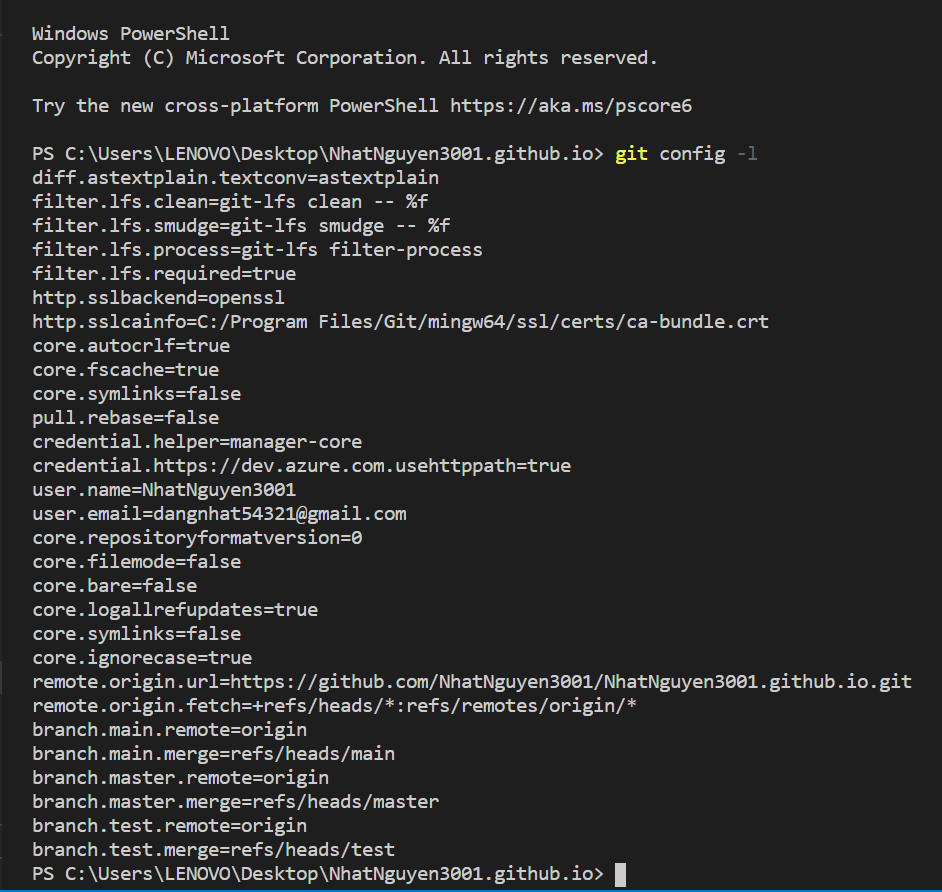 Windows PowerShell
Copyright (C) Microsoft Corporation. All rights reserved.
Try the new cross-platform PowerShell https://aka.ms/pscore6
PS C:\Users\LENOVO\Desktop\NhatNguyen3001.github.io> git config -l
diff.astextplain.textconv=astextplain
filter.lfs.clean=git-lfs clean -- %f
filter.lfs.smudge=git-lfs smudge -- %f
filter.lfs.process=git-lfs filter-process
filter.lfs.required=true
http.sslbackend=openssl
http.sslcainfo=C:/Program Files/Git/mingw64/ssl/certs/ca-bundle.crt
core.autocrlf=true
core.fscache=true
core.symlinks=false
pull.rebase=false
credential.helper=manager-core
credential.https://dev.azure.com.usehttppath=true
user.name=NhatNguyen3001
user.email=dangnhat54321@gmail.com
core.repositoryformatversion=0
core.filemode=false
core.bare=false
core.logallrefupdates=true
core.symlinks=false
core.ignorecase=true
remote.origin.url=https://github.com/NhatNguyen3001/NhatNguyen3001.github.io.git
remote.origin.fetch=+refs/heads/*:refs/remotes/origin/*
branch.main.remote=origin
branch.main.merge=refs/heads/main
branch.master.remote=origin
branch.master.merge=refs/heads/master
branch.test.remote=origin
branch.test.merge=refs/heads/test
PS C:\Users\LENOVO\Desktop\NhatNguyen3001.github.io>